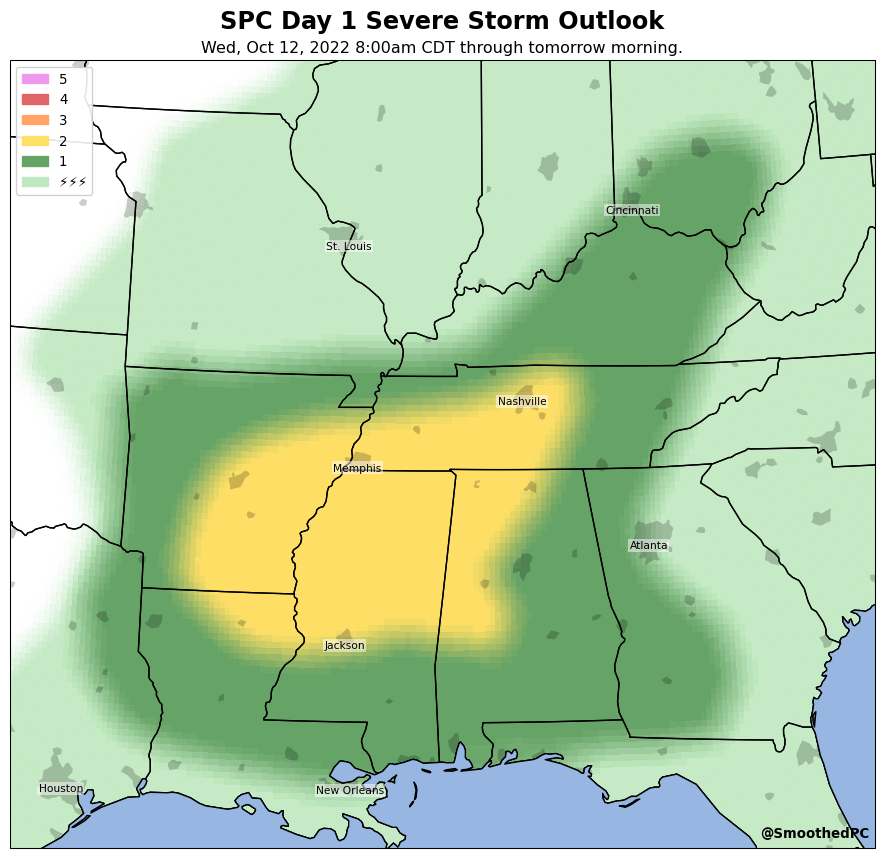 SPC Day 1 Severe Storm Outlook
Wed, Oct 12, 2022 8:00am CDT through tomorrow morning.
5
4
3
2
1
⚡⚡⚡
Cincinnati
St. Louis
Nashville
Memphis
Atlanta
Jackson
Houston
New Orleans
@SmoothedPC